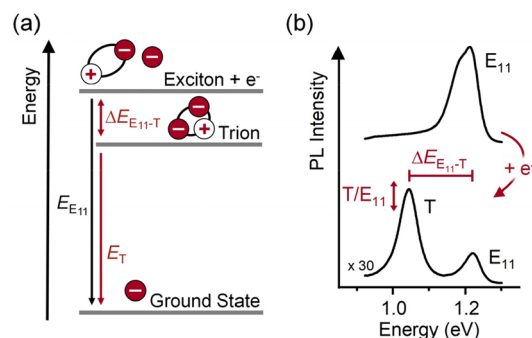 (a)
Energy
Exciton + e⁻
ΔE_E₁₁₋T
Trion
E_E₁₁
E_T
Ground State
(b)
PL Intensity
E₁₁
+ e
ΔE_E₁₁₋T
T/E₁₁
T
E₁₁
x 30
1.0
1.2
Energy (eV)